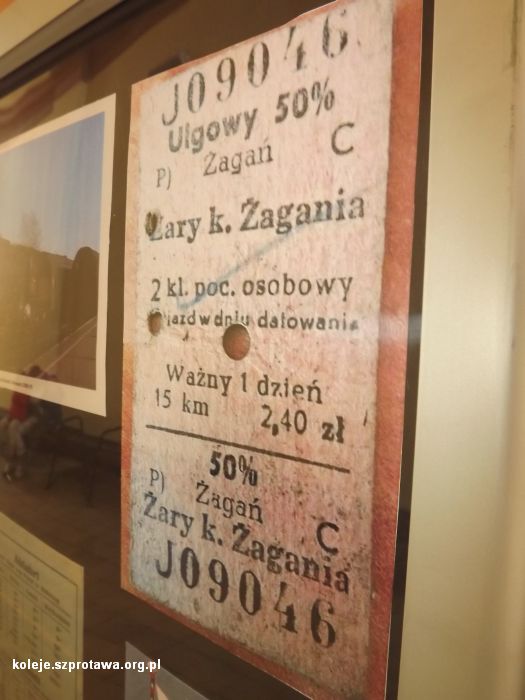 J09046
Ulgowy 50%
P) Żagań C
Żary k. Żagania
2 kl. poc. osobowy
jazd w dniu datowania
Ważny 1 dzień
15 km 2,40 zł
50%
P) Żagań C
Żary k. Żagania
J09046
koleje.szprotawa.org.pl